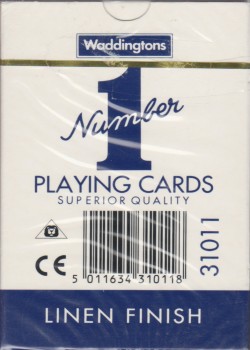 Waddingtons
Number
1
PLAYING CARDS
SUPERIOR QUALITY
31011
CE
5 011634 310118
LINEN FINISH